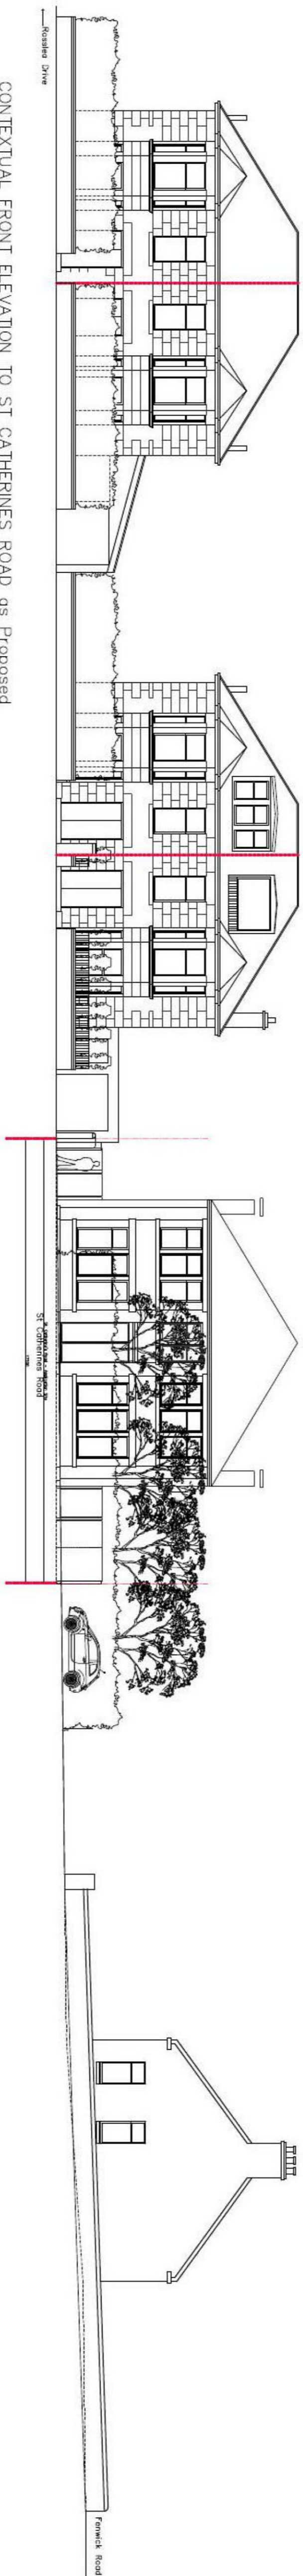 Rosslea Drive
CONTEXTUAL FRONT ELEVATION TO ST CATHERINES ROAD as Proposed
St Catherines Road
Fenwick Road